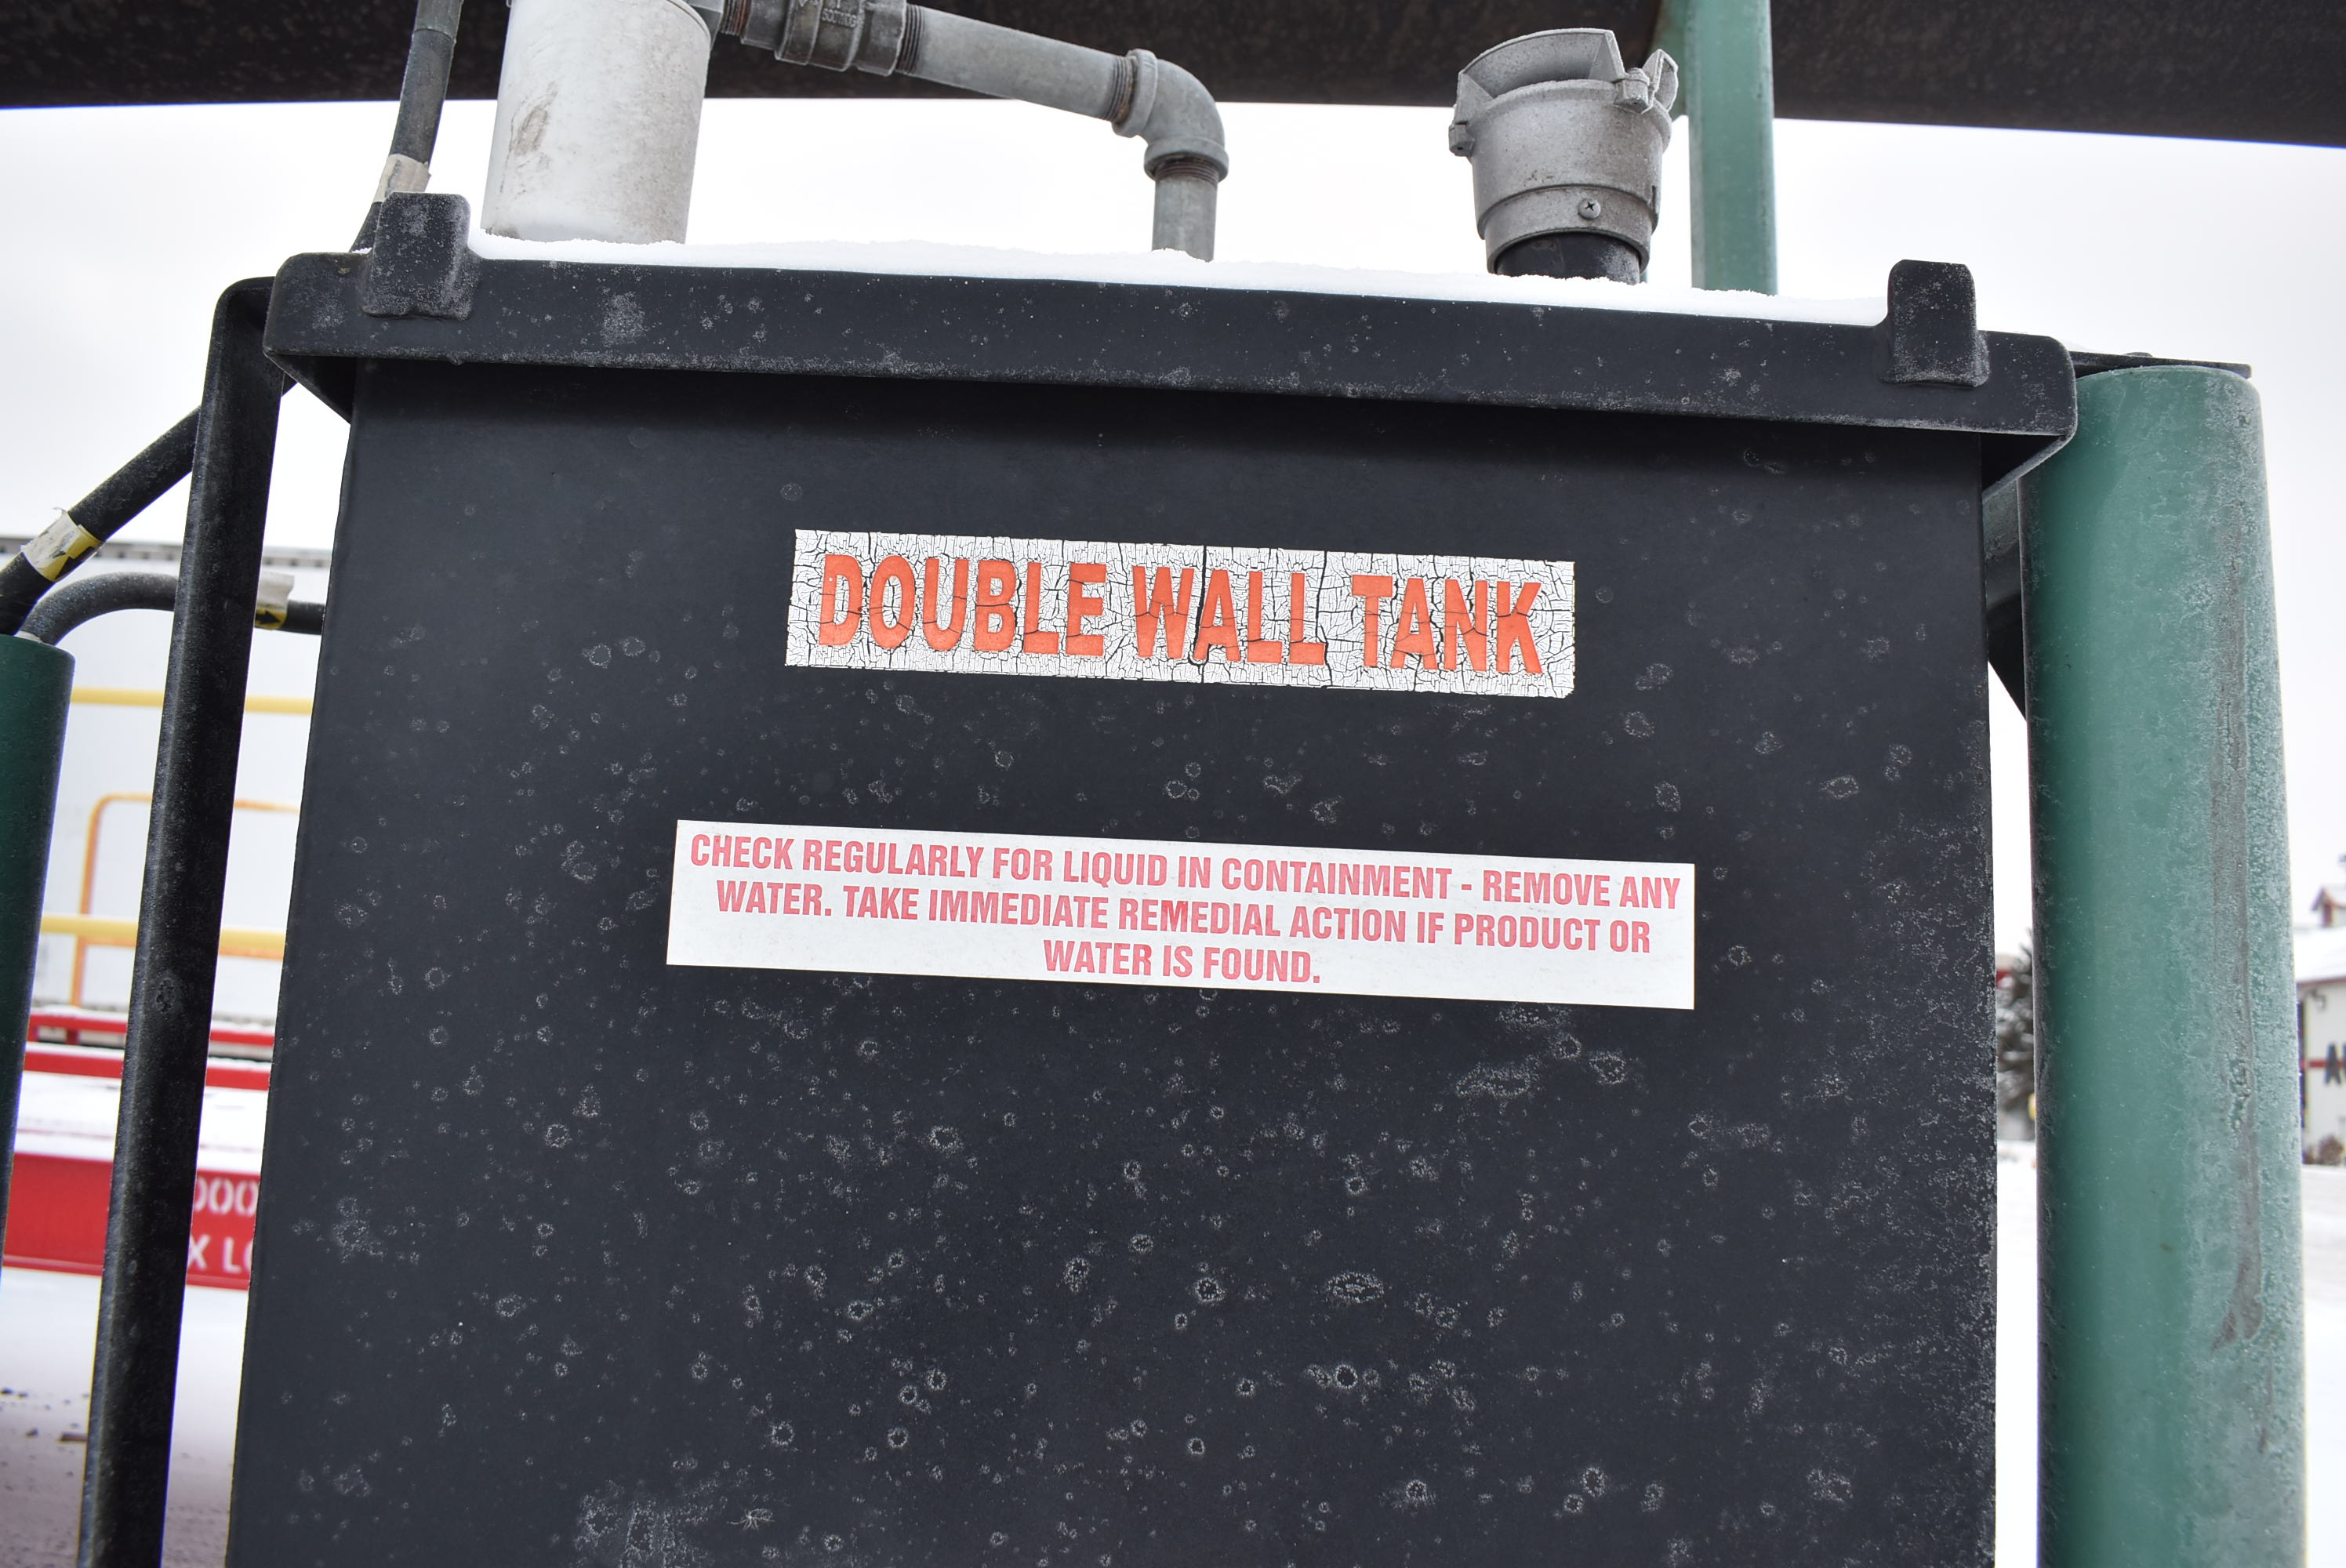 DOUBLE WALL TANK
CHECK REGULARLY FOR LIQUID IN CONTAINMENT - REMOVE ANY
WATER. TAKE IMMEDIATE REMEDIAL ACTION IF PRODUCT OR
WATER IS FOUND.